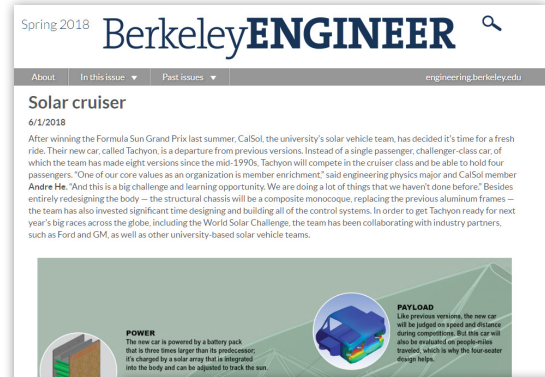 Spring 2018
BerkeleyENGINEER
About In this issue ▼ Past issues ▼ engineering.berkeley.edu
Solar cruiser
6/1/2018
After winning the Formula Sun Grand Prix last summer, CalSol, the university's solar vehicle team, has decided it's time for a fresh
ride. Their new car, called Tachyon, is a departure from previous versions. Instead of a single passenger, challenger-class car, of
which the team has made eight versions since the mid-1990s, Tachyon will compete in the cruiser class and be able to hold four
passengers. "One of our core values as an organization is member enrichment," said engineering physics major and CalSol member
Andre He. "And this is a big challenge and learning opportunity. We are doing a lot of things that we haven't done before." Besides
entirely redesigning the body — the structural chassis will be a composite monocoque, replacing the previous aluminum frames —
the team has also invested significant time designing and building all of the control systems. In order to get Tachyon ready for next
year's big races across the globe, including the World Solar Challenge, the team has been collaborating with industry partners,
such as Ford and GM, as well as other university-based solar vehicle teams.
POWER
The new car is powered by a battery pack
that is three times larger than its predecessor;
it's charged by a solar array that is integrated
into the body and can be adjusted to track the sun.
PAYLOAD
Like previous versions, the new car
will be judged on speed and distance
during competitions. But this car will
also be evaluated on people-miles
traveled, which is why the four-seater
design helps.